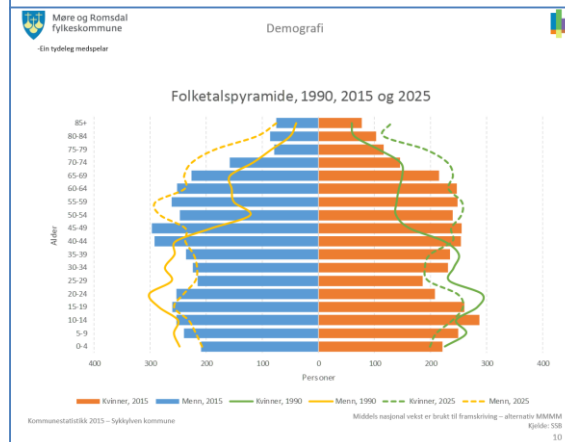 Møre og Romsdal
fylkeskommune
-Ein tydeleg medspelar
Demografi
Folketalspyramide, 1990, 2015 og 2025
Alder
85+
80-84
75-79
70-74
65-69
60-64
55-59
50-54
45-49
40-44
35-39
30-34
25-29
20-24
15-19
10-14
5-9
0-4
400 300 200 100 0 100 200 300 400
Personer
Kvinner, 2015 Menn, 2015 Kvinner, 1990 Menn, 1990 Kvinner, 2025 Menn, 2025
Kommunestatistikk 2015 – Sykkylven kommune
Middels nasjonal vekst er brukt til framskriving – alternativ MMMM
Kjelde: SSB
10